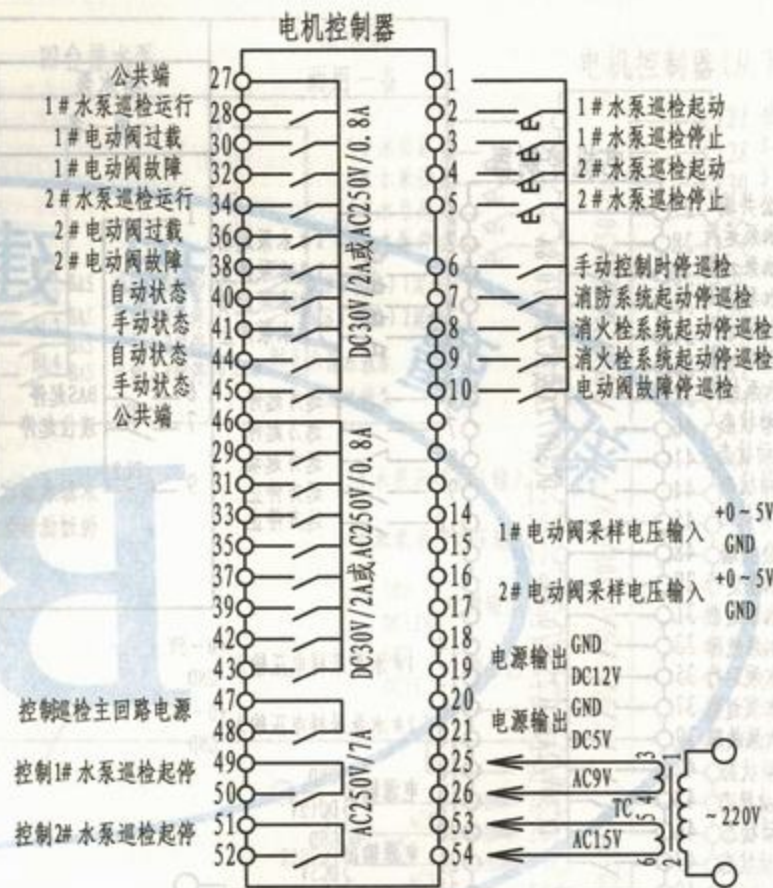 电机控制器
公共端 27
1#水泵巡检运行 28
1#电动阀过载 30
1#电动阀故障 32
2#水泵巡检运行 34
2#电动阀过载 36
2#电动阀故障 38
自动状态 40
手动状态 41
自动状态 44
手动状态 45
公共端 46
29
31
33
35
37
39
42
43
控制巡检主回路电源 47
48
控制1#水泵巡检起停 49
50
控制2#水泵巡检起停 51
52
DC30V/2A或AC250V/0.8A
DC30V/2A或AC250V/0.8A
AC250V/7A
1
2 1#水泵巡检起动
3 1#水泵巡检停止
4 2#水泵巡检起动
5 2#水泵巡检停止
6 手动控制时停巡检
7 消防系统起动停巡检
8 消火栓系统起动停巡检
9 消火栓系统起动停巡检
10 电动阀故障停巡检
14
15
1#电动阀采样电压输入 +0~5V
GND
16
17
2#电动阀采样电压输入 +0~5V
GND
18
19
电源输出 GND
DC12V
20
21
电源输出 GND
DC5V
25
26
AC9V
53
54
AC15V
TC
3
4
5
6
1
2
~220V